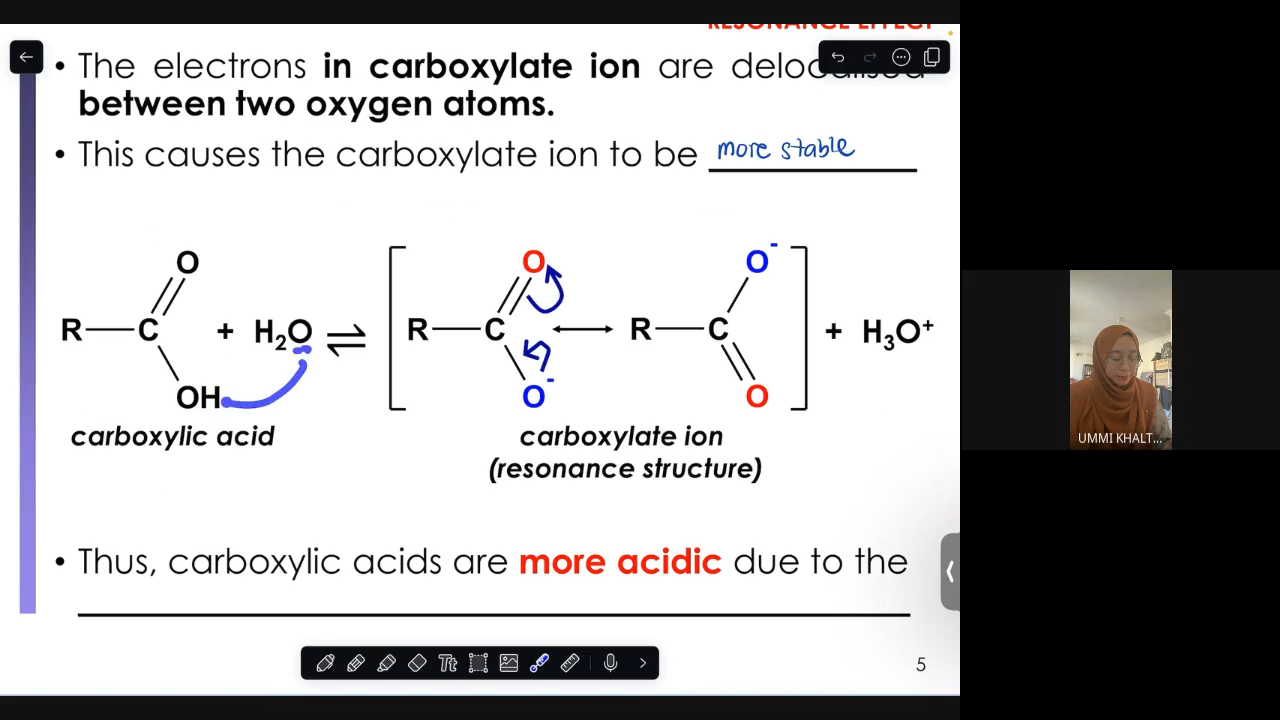 RESONANCE EFFECT
• The electrons in carboxylate ion are delocalised
between two oxygen atoms.
• This causes the carboxylate ion to be more stable
O O O-
R C + H2O ⇌ R C ↔ R C + H3O+
OH O- O
carboxylic acid carboxylate ion
(resonance structure)
• Thus, carboxylic acids are more acidic due to the
Tt
5
UMMI KHALT...